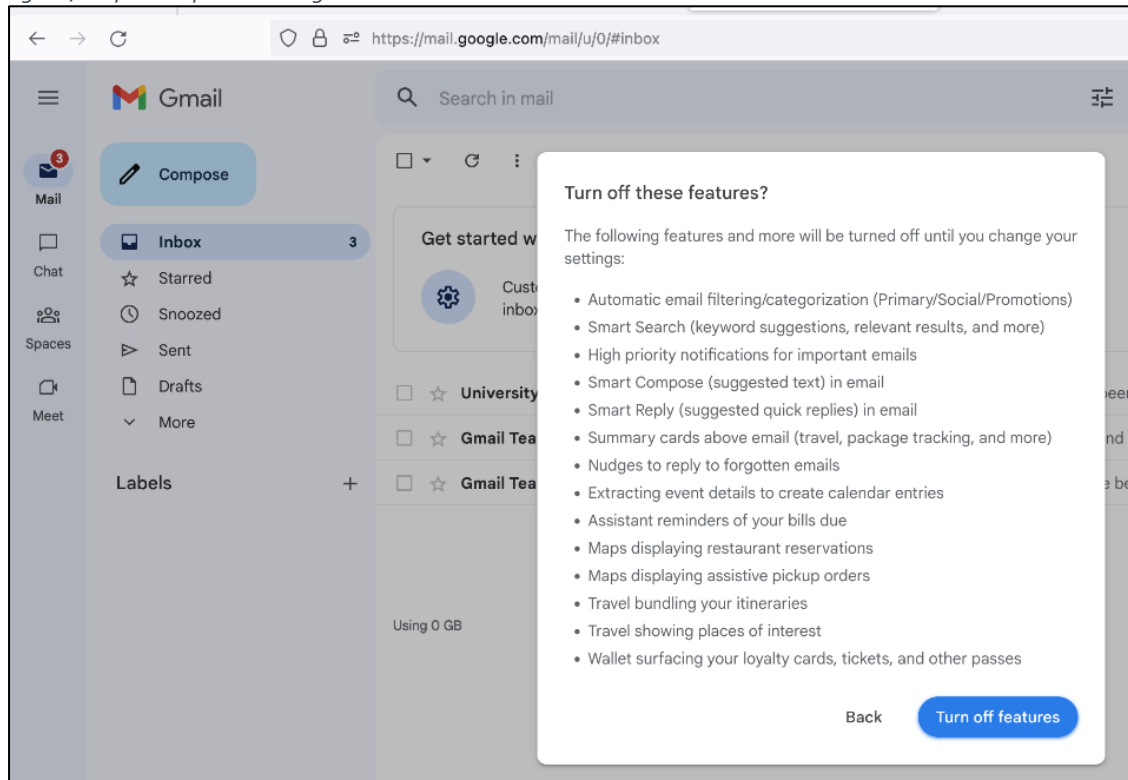 https://mail.google.com/mail/u/0/#inbox
Gmail
Search in mail
3
Mail
Chat
Spaces
Meet
Compose
Inbox 3
Starred
Snoozed
Sent
Drafts
More
Labels +
Get started w
Cust
inbox
University
Gmail Tea
Gmail Tea
Using 0 GB
Turn off these features?
The following features and more will be turned off until you change your
settings:
• Automatic email filtering/categorization (Primary/Social/Promotions)
• Smart Search (keyword suggestions, relevant results, and more)
• High priority notifications for important emails
• Smart Compose (suggested text) in email
• Smart Reply (suggested quick replies) in email
• Summary cards above email (travel, package tracking, and more)
• Nudges to reply to forgotten emails
• Extracting event details to create calendar entries
• Assistant reminders of your bills due
• Maps displaying restaurant reservations
• Maps displaying assistive pickup orders
• Travel bundling your itineraries
• Travel showing places of interest
• Wallet surfacing your loyalty cards, tickets, and other passes
Back Turn off features
nd